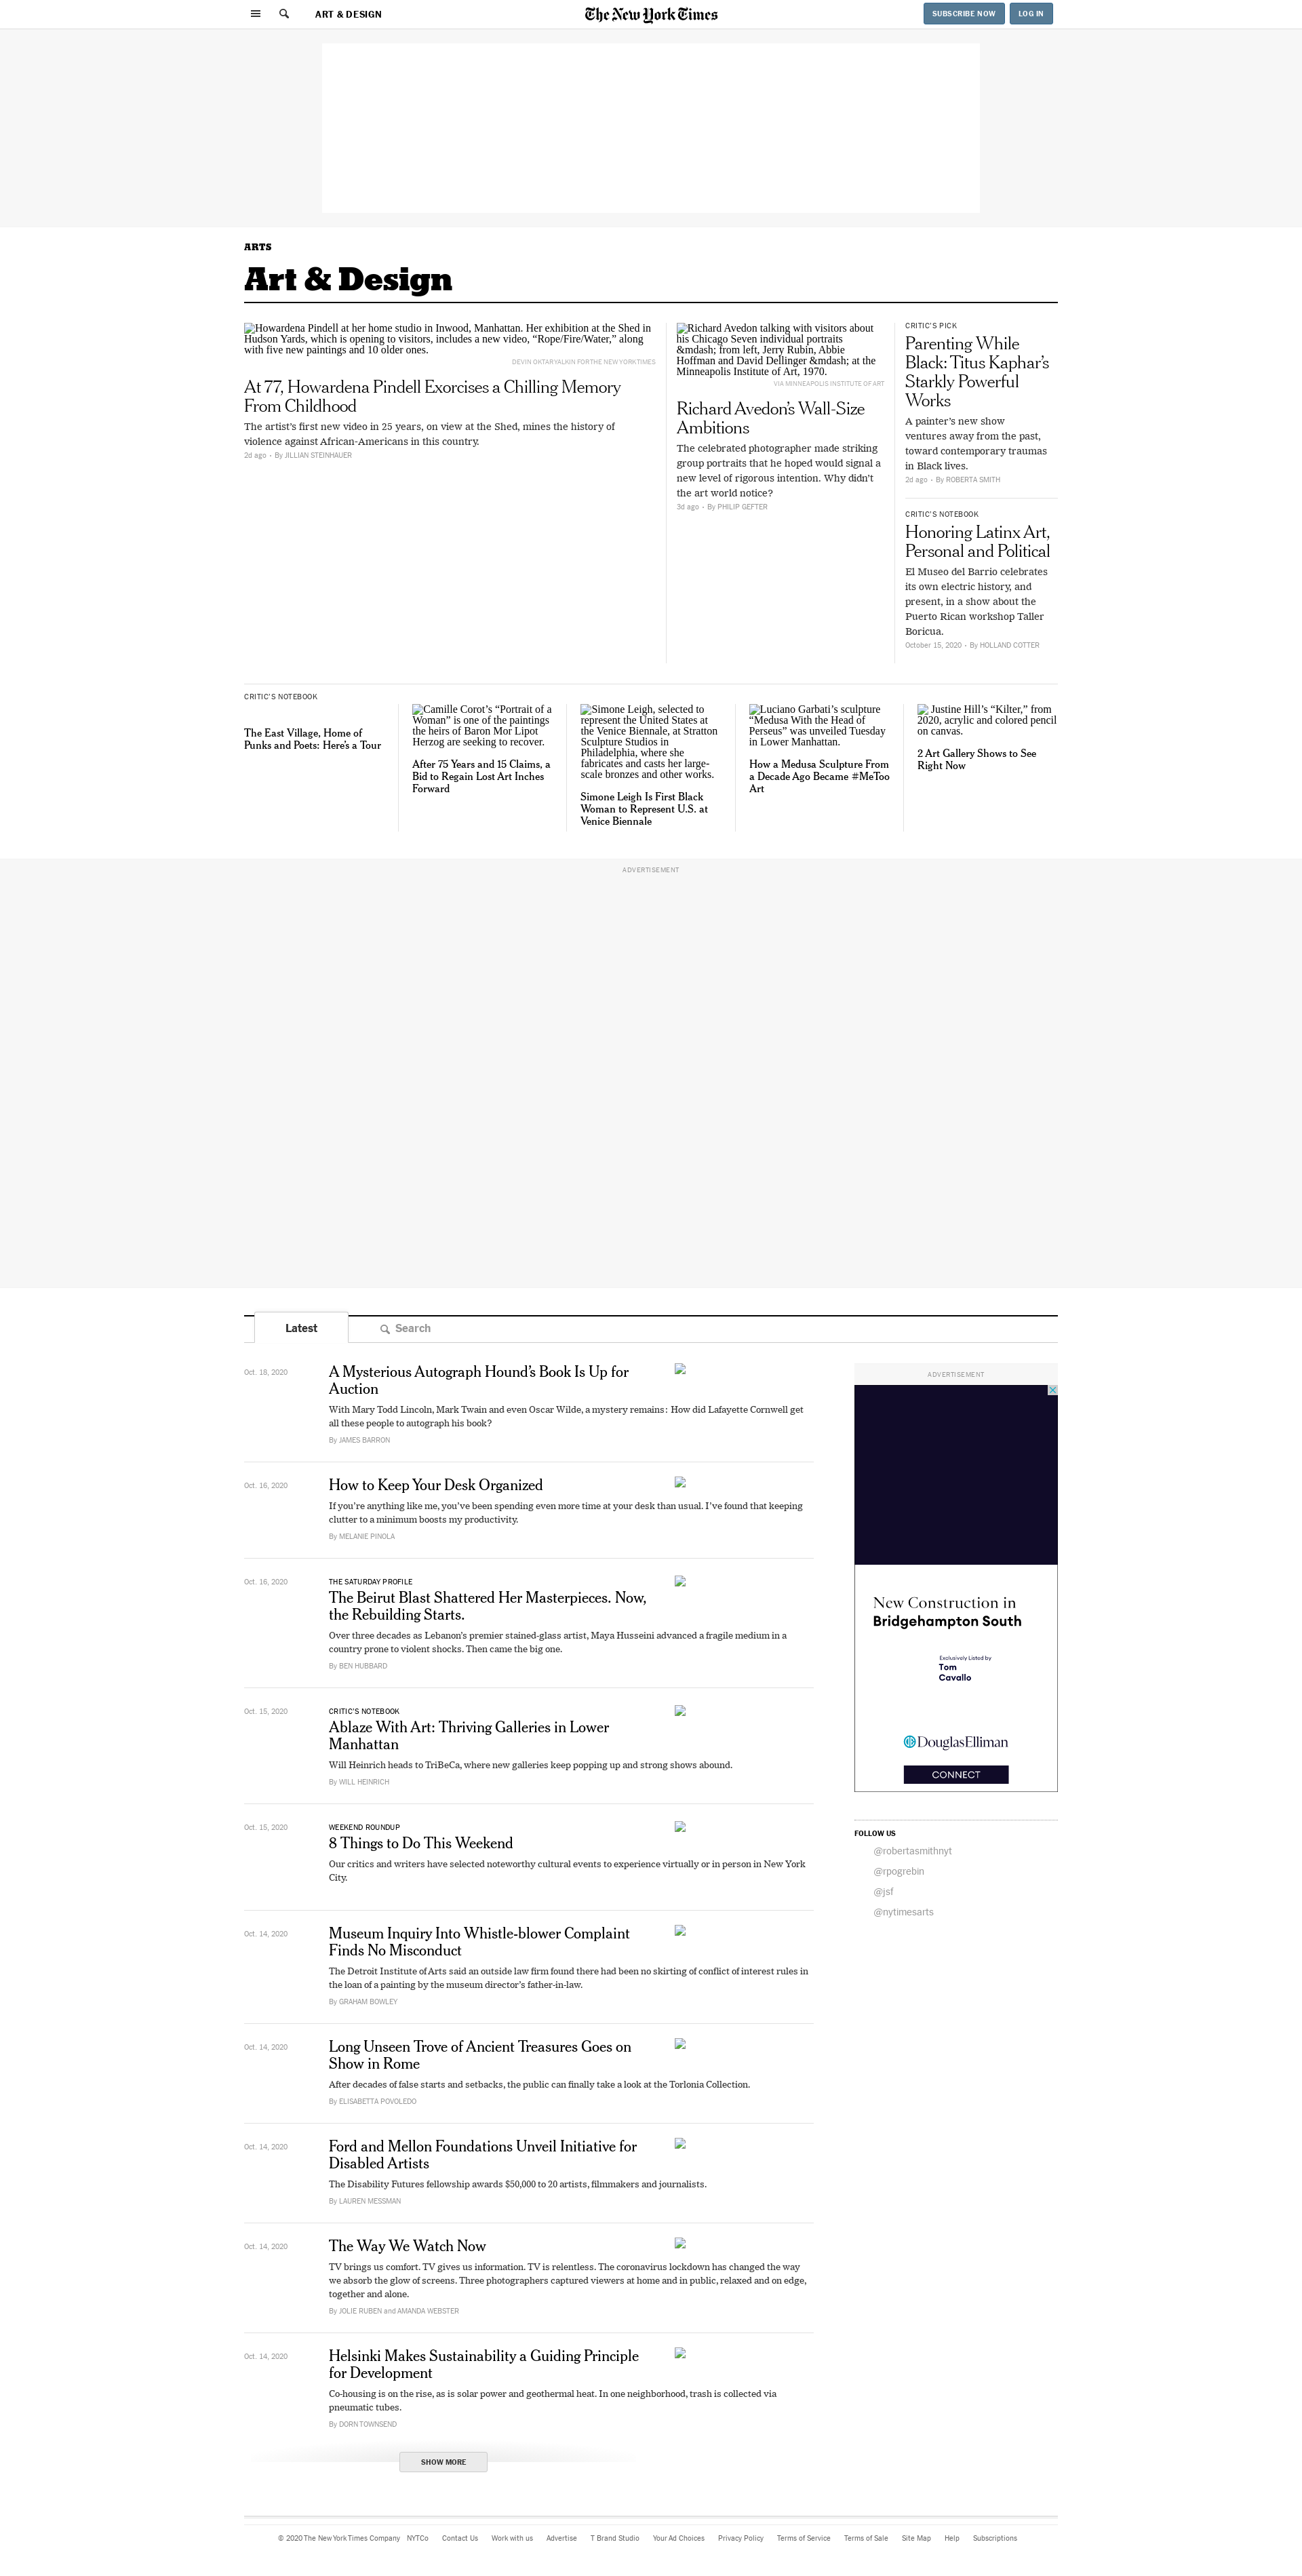 ART & DESIGN
The New York Times
SUBSCRIBE NOW
LOG IN
ARTS
Art & Design
Howardena Pindell at her home studio in Inwood, Manhattan. Her exhibition at the Shed in
Hudson Yards, which is opening to visitors, includes a new video, “Rope/Fire/Water,” along
with five new paintings and 10 older ones.
DEVIN OKTAR YALKIN FOR THE NEW YORK TIMES
At 77, Howardena Pindell Exorcises a Chilling Memory
From Childhood
The artist’s first new video in 25 years, on view at the Shed, mines the history of
violence against African-Americans in this country.
2d ago • By JILLIAN STEINHAUER
Richard Avedon talking with visitors about
his Chicago Seven individual portraits
&mdash; from left, Jerry Rubin, Abbie
Hoffman and David Dellinger &mdash; at the
Minneapolis Institute of Art, 1970.
VIA MINNEAPOLIS INSTITUTE OF ART
Richard Avedon’s Wall-Size
Ambitions
The celebrated photographer made striking
group portraits that he hoped would signal a
new level of rigorous intention. Why didn’t
the art world notice?
3d ago • By PHILIP GEFTER
CRITIC’S PICK
Parenting While
Black: Titus Kaphar’s
Starkly Powerful
Works
A painter’s new show
ventures away from the past,
toward contemporary traumas
in Black lives.
2d ago • By ROBERTA SMITH
CRITIC’S NOTEBOOK
Honoring Latinx Art,
Personal and Political
El Museo del Barrio celebrates
its own electric history, and
present, in a show about the
Puerto Rican workshop Taller
Boricua.
October 15, 2020 • By HOLLAND COTTER
CRITIC’S NOTEBOOK
The East Village, Home of
Punks and Poets: Here’s a Tour
Camille Corot’s “Portrait of a
Woman” is one of the paintings
the heirs of Baron Mor Lipot
Herzog are seeking to recover.
After 75 Years and 15 Claims, a
Bid to Regain Lost Art Inches
Forward
Simone Leigh, selected to
represent the United States at
the Venice Biennale, at Stratton
Sculpture Studios in
Philadelphia, where she
fabricates and casts her large-
scale bronzes and other works.
Simone Leigh Is First Black
Woman to Represent U.S. at
Venice Biennale
Luciano Garbati’s sculpture
“Medusa With the Head of
Perseus” was unveiled Tuesday
in Lower Manhattan.
How a Medusa Sculpture From
a Decade Ago Became #MeToo
Art
Justine Hill’s “Kilter,” from
2020, acrylic and colored pencil
on canvas.
2 Art Gallery Shows to See
Right Now
ADVERTISEMENT
Latest
Search
Oct. 18, 2020
A Mysterious Autograph Hound’s Book Is Up for
Auction
With Mary Todd Lincoln, Mark Twain and even Oscar Wilde, a mystery remains: How did Lafayette Cornwell get
all these people to autograph his book?
By JAMES BARRON
Oct. 16, 2020
How to Keep Your Desk Organized
If you’re anything like me, you’ve been spending even more time at your desk than usual. I’ve found that keeping
clutter to a minimum boosts my productivity.
By MELANIE PINOLA
Oct. 16, 2020
THE SATURDAY PROFILE
The Beirut Blast Shattered Her Masterpieces. Now,
the Rebuilding Starts.
Over three decades as Lebanon’s premier stained-glass artist, Maya Husseini advanced a fragile medium in a
country prone to violent shocks. Then came the big one.
By BEN HUBBARD
Oct. 15, 2020
CRITIC’S NOTEBOOK
Ablaze With Art: Thriving Galleries in Lower
Manhattan
Will Heinrich heads to TriBeCa, where new galleries keep popping up and strong shows abound.
By WILL HEINRICH
Oct. 15, 2020
WEEKEND ROUNDUP
8 Things to Do This Weekend
Our critics and writers have selected noteworthy cultural events to experience virtually or in person in New York
City.
Oct. 14, 2020
Museum Inquiry Into Whistle-blower Complaint
Finds No Misconduct
The Detroit Institute of Arts said an outside law firm found there had been no skirting of conflict of interest rules in
the loan of a painting by the museum director’s father-in-law.
By GRAHAM BOWLEY
Oct. 14, 2020
Long Unseen Trove of Ancient Treasures Goes on
Show in Rome
After decades of false starts and setbacks, the public can finally take a look at the Torlonia Collection.
By ELISABETTA POVOLEDO
Oct. 14, 2020
Ford and Mellon Foundations Unveil Initiative for
Disabled Artists
The Disability Futures fellowship awards $50,000 to 20 artists, filmmakers and journalists.
By LAUREN MESSMAN
Oct. 14, 2020
The Way We Watch Now
TV brings us comfort. TV gives us information. TV is relentless. The coronavirus lockdown has changed the way
we absorb the glow of screens. Three photographers captured viewers at home and in public, relaxed and on edge,
together and alone.
By JOLIE RUBEN and AMANDA WEBSTER
Oct. 14, 2020
Helsinki Makes Sustainability a Guiding Principle
for Development
Co-housing is on the rise, as is solar power and geothermal heat. In one neighborhood, trash is collected via
pneumatic tubes.
By DORN TOWNSEND
SHOW MORE
ADVERTISEMENT
New Construction in
Bridgehampton South
Exclusively Listed by
Tom
Cavallo
DouglasElliman
CONNECT
FOLLOW US
@robertasmithnyt
@rpogrebin
@jsf
@nytimesarts
© 2020 The New York Times Company NYTCo Contact Us Work with us Advertise T Brand Studio Your Ad Choices Privacy Policy Terms of Service Terms of Sale Site Map Help Subscriptions